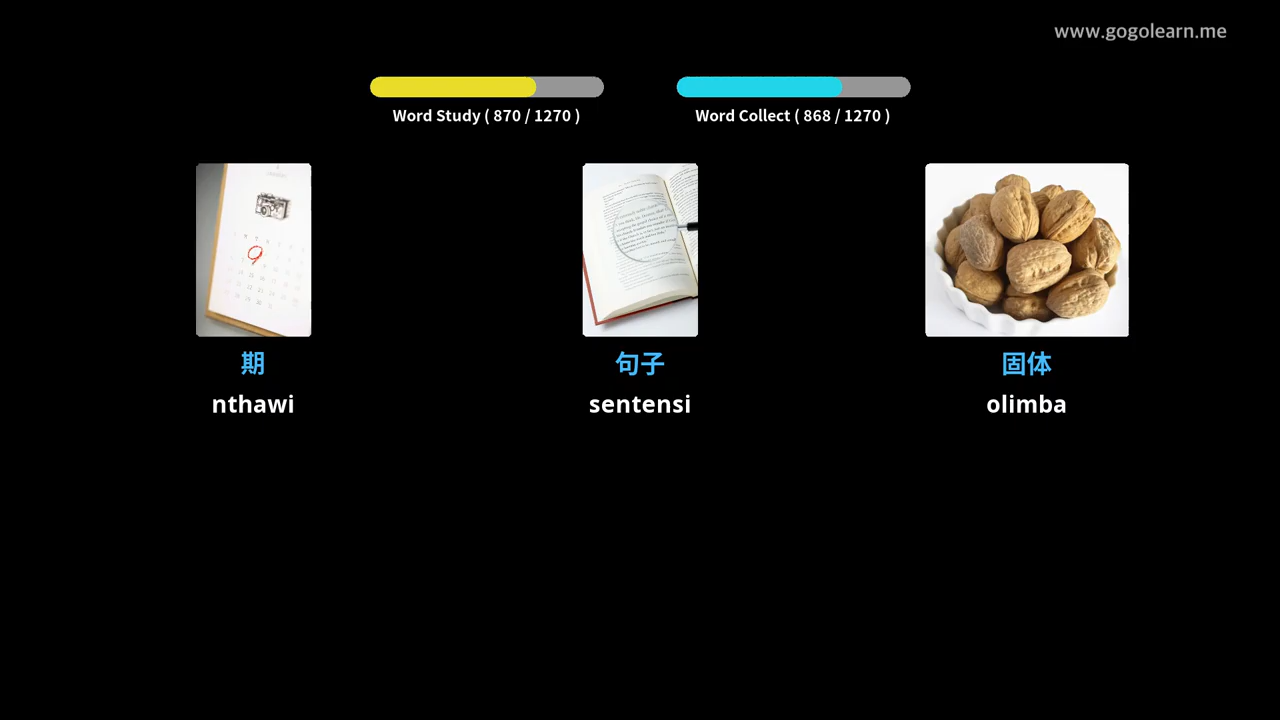 www.gogolearn.me
Word Study ( 870 / 1270 )
Word Collect ( 868 / 1270 )
期
句子
固体
nthawi
sentensi
olimba